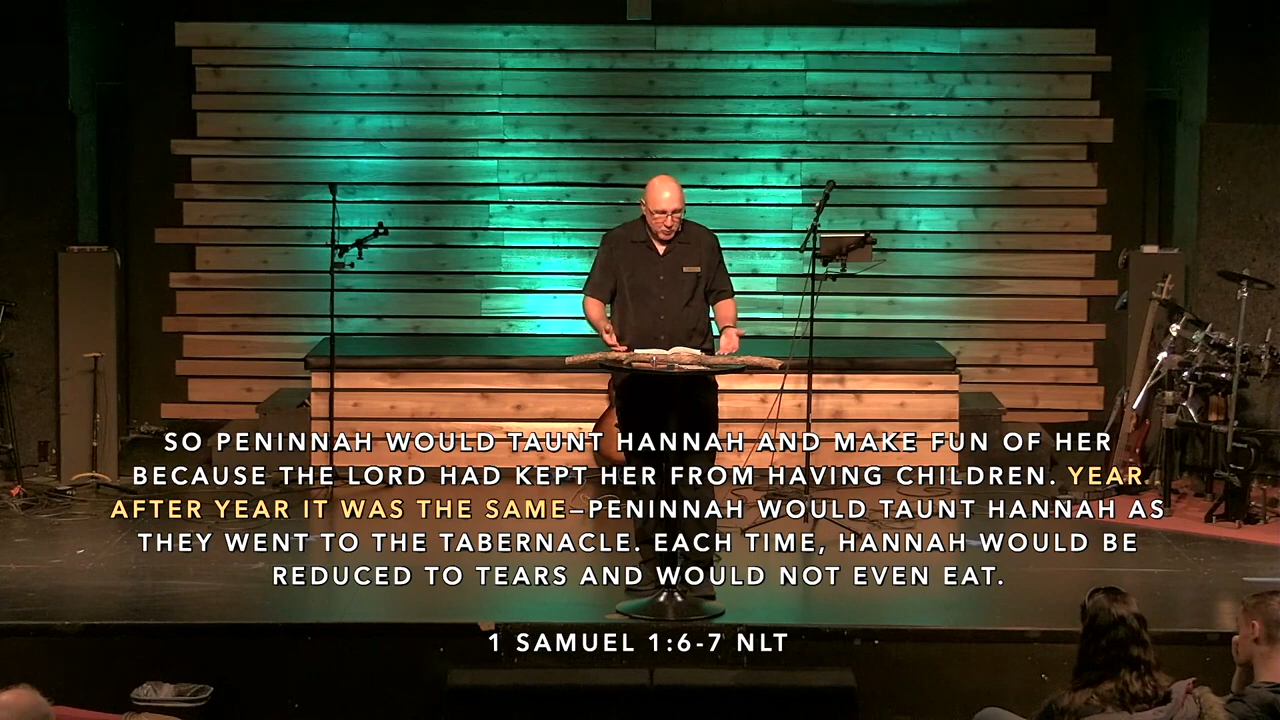 SO PENINNAH WOULD TAUNT HANNAH AND MAKE FUN OF HER
BECAUSE THE LORD HAD KEPT HER FROM HAVING CHILDREN. YEAR
AFTER YEAR IT WAS THE SAME–PENINNAH WOULD TAUNT HANNAH AS
THEY WENT TO THE TABERNACLE. EACH TIME, HANNAH WOULD BE
REDUCED TO TEARS AND WOULD NOT EVEN EAT.
1 SAMUEL 1:6-7 NLT